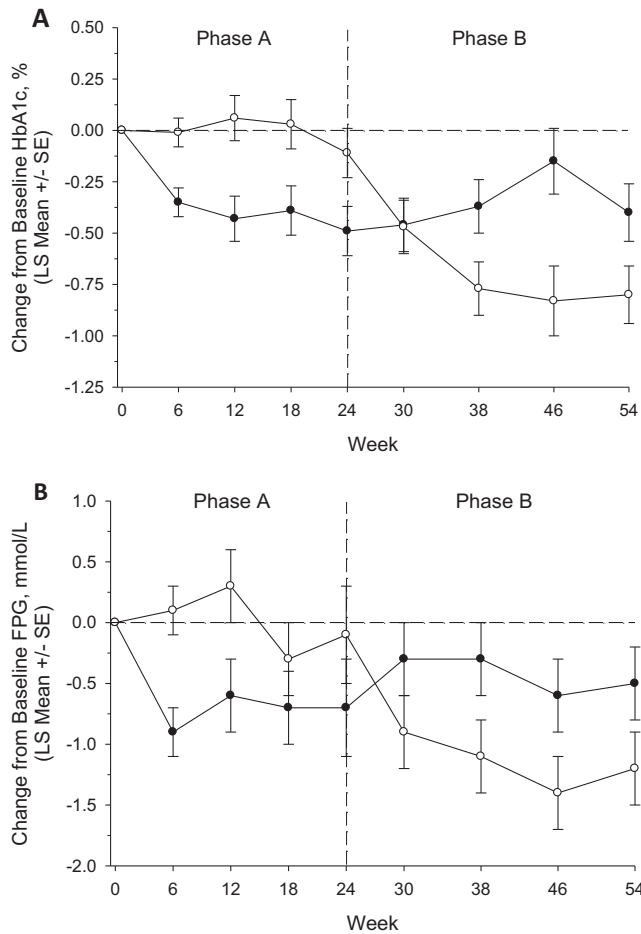 A
Phase A
Phase B
Change from Baseline HbA1c, %
(LS Mean +/- SE)
0.50
0.25
0.00
-0.25
-0.50
-0.75
-1.00
-1.25
0 6 12 18 24 30 38 46 54
Week
B
Phase A
Phase B
Change from Baseline FPG, mmol/L
(LS Mean +/- SE)
1.0
0.5
0.0
-0.5
-1.0
-1.5
-2.0
0 6 12 18 24 30 38 46 54
Week